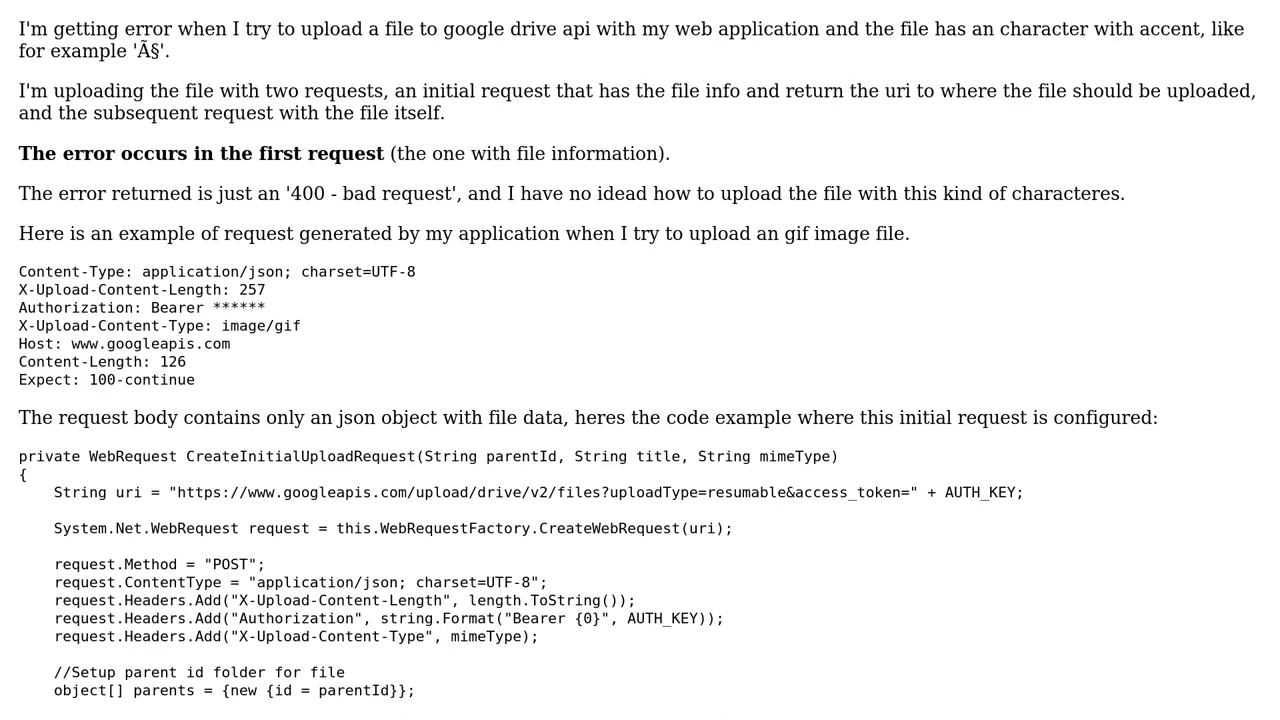 I'm getting error when I try to upload a file to google drive api with my web application and the file has an character with accent, like
for example 'Ã§'.
I'm uploading the file with two requests, an initial request that has the file info and return the uri to where the file should be uploaded,
and the subsequent request with the file itself.
The error occurs in the first request (the one with file information).
The error returned is just an '400 - bad request', and I have no idead how to upload the file with this kind of characteres.
Here is an example of request generated by my application when I try to upload an gif image file.
Content-Type: application/json; charset=UTF-8
X-Upload-Content-Length: 257
Authorization: Bearer ******
X-Upload-Content-Type: image/gif
Host: www.googleapis.com
Content-Length: 126
Expect: 100-continue
The request body contains only an json object with file data, heres the code example where this initial request is configured:
private WebRequest CreateInitialUploadRequest(String parentId, String title, String mimeType)
{
    String uri = "https://www.googleapis.com/upload/drive/v2/files?uploadType=resumable&access_token=" + AUTH_KEY;
    System.Net.WebRequest request = this.WebRequestFactory.CreateWebRequest(uri);
    request.Method = "POST";
    request.ContentType = "application/json; charset=UTF-8";
    request.Headers.Add("X-Upload-Content-Length", length.ToString());
    request.Headers.Add("Authorization", string.Format("Bearer {0}", AUTH_KEY));
    request.Headers.Add("X-Upload-Content-Type", mimeType);
    //Setup parent id folder for file
    object[] parents = {new {id = parentId}};